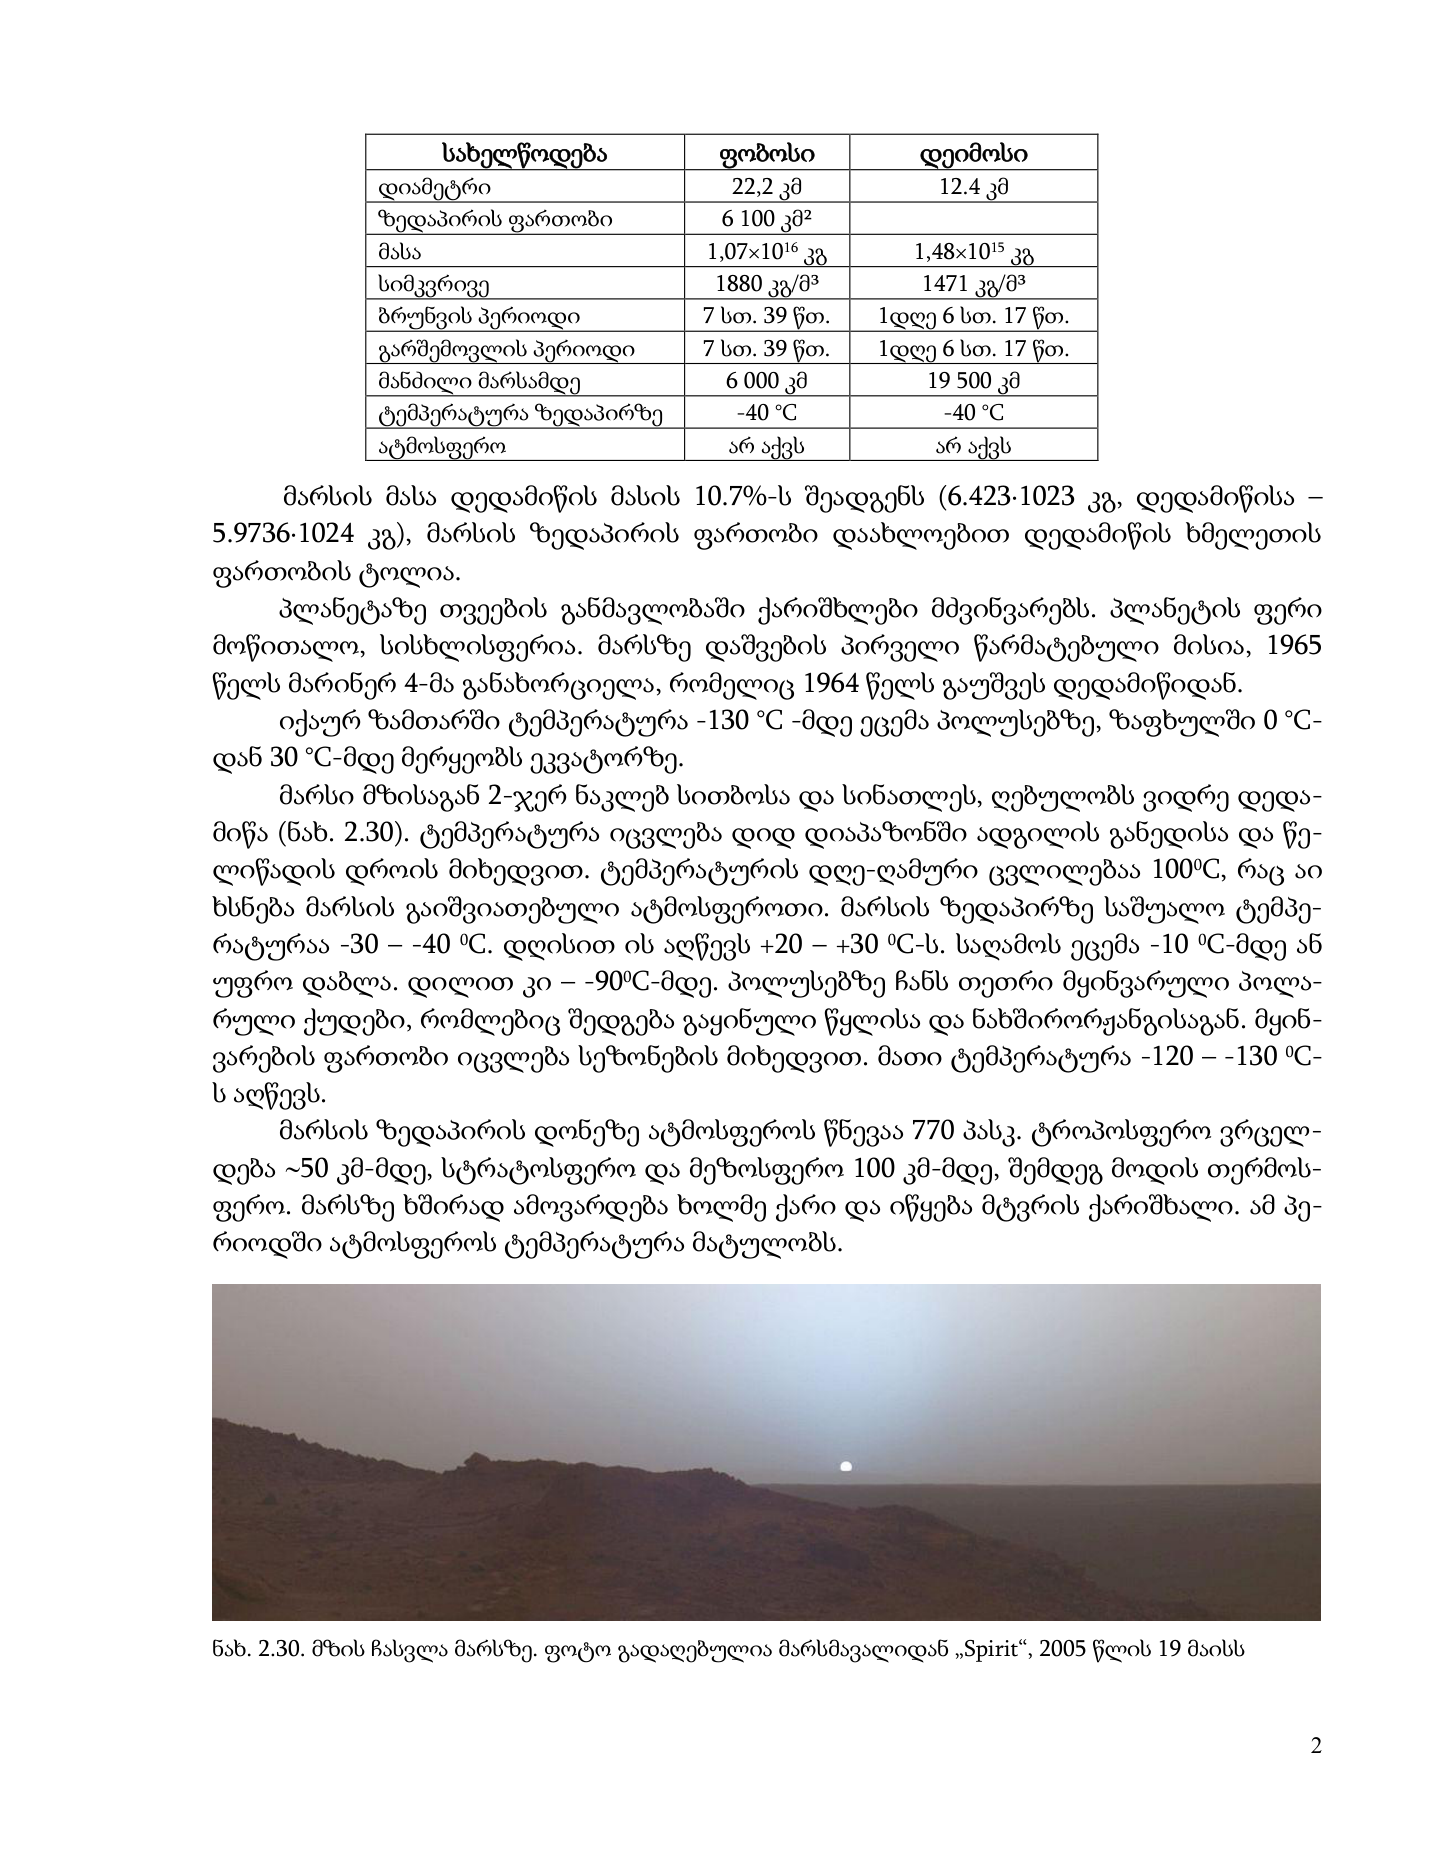 სახელწოდება ფობოსი დეიმოსი
დიამეტრი 22,2 კმ 12.4 კმ
ზედაპირის ფართობი 6 100 კმ²
მასა 1,07×10¹⁶ კგ 1,48×10¹⁵ კგ
სიმკვრივე 1880 კგ/მ³ 1471 კგ/მ³
ბრუნვის პერიოდი 7 სთ. 39 წთ. 1დღე 6 სთ. 17 წთ.
გარშემოვლის პერიოდი 7 სთ. 39 წთ. 1დღე 6 სთ. 17 წთ.
მანძილი მარსამდე 6 000 კმ 19 500 კმ
ტემპერატურა ზედაპირზე -40 °C -40 °C
ატმოსფერო არ აქვს არ აქვს
მარსის მასა დედამიწის მასის 10.7%-ს შეადგენს (6.423·1023 კგ, დედამიწისა –
5.9736·1024 კგ), მარსის ზედაპირის ფართობი დაახლოებით დედამიწის ხმელეთის
ფართობის ტოლია.
პლანეტაზე თვეების განმავლობაში ქარიშხლები მძვინვარებს. პლანეტის ფერი
მოწითალო, სისხლისფერია. მარსზე დაშვების პირველი წარმატებული მისია, 1965
წელს მარინერ 4-მა განახორციელა, რომელიც 1964 წელს გაუშვეს დედამიწიდან.
იქაურ ზამთარში ტემპერატურა -130 °C -მდე ეცემა პოლუსებზე, ზაფხულში 0 °C-
დან 30 °C-მდე მერყეობს ეკვატორზე.
მარსი მზისაგან 2-ჯერ ნაკლებ სითბოსა და სინათლეს, ღებულობს ვიდრე დედა-
მიწა (ნახ. 2.30). ტემპერატურა იცვლება დიდ დიაპაზონში ადგილის განედისა და წე-
ლიწადის დროის მიხედვით. ტემპერატურის დღე-ღამური ცვლილებაა 100⁰C, რაც აი
ხსნება მარსის გაიშვიათებული ატმოსფეროთი. მარსის ზედაპირზე საშუალო ტემპე-
რატურაა -30 – -40 ⁰C. დღისით ის აღწევს +20 – +30 ⁰C-ს. საღამოს ეცემა -10 ⁰C-მდე ან
უფრო დაბლა. დილით კი – -90⁰C-მდე. პოლუსებზე ჩანს თეთრი მყინვარული პოლა-
რული ქუდები, რომლებიც შედგება გაყინული წყლისა და ნახშირორჟანგისაგან. მყინ-
ვარების ფართობი იცვლება სეზონების მიხედვით. მათი ტემპერატურა -120 – -130 ⁰C-
ს აღწევს.
მარსის ზედაპირის დონეზე ატმოსფეროს წნევაა 770 პასკ. ტროპოსფერო ვრცელ-
დება ~50 კმ-მდე, სტრატოსფერო და მეზოსფერო 100 კმ-მდე, შემდეგ მოდის თერმოს-
ფერო. მარსზე ხშირად ამოვარდება ხოლმე ქარი და იწყება მტვრის ქარიშხალი. ამ პე-
რიოდში ატმოსფეროს ტემპერატურა მატულობს.
ნახ. 2.30. მზის ჩასვლა მარსზე. ფოტო გადაღებულია მარსმავალიდან „Spirit“, 2005 წლის 19 მაისს
2